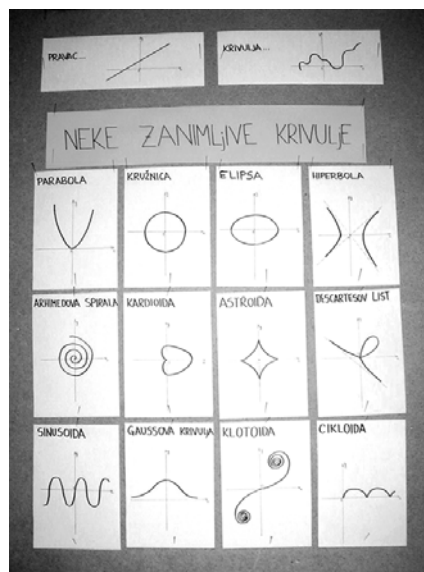 PRAVAC...
KRIVULJA...
NEKE ZANIMLjIVE KRIVULjE
PARABOLA
KRUŽNICA
ELIPSA
HIPERBOLA
ARHIMEDOVA SPIRALA
KARDIOIDA
ASTROIDA
DESCARTESOV LIST
SINUSOIDA
GAUSSOVA KRIVULjA
KLOTOIDA
CIKLOIDA